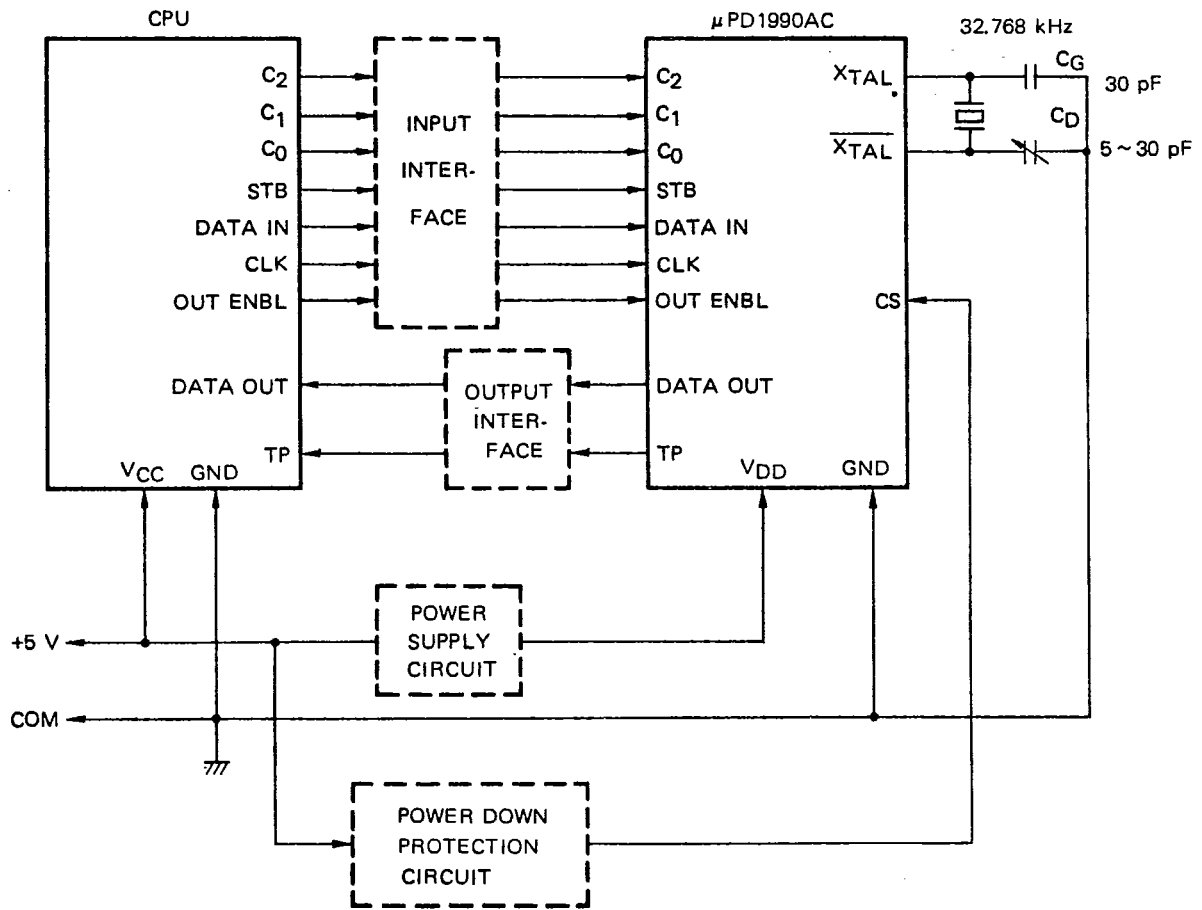 CPU
μPD1990AC
32.768 kHz
C2
C1
C0
STB
DATA IN
CLK
OUT ENBL
DATA OUT
TP
VCC
GND
INPUT
INTER-
FACE
OUTPUT
INTER-
FACE
C2
C1
C0
STB
DATA IN
CLK
OUT ENBL
DATA OUT
TP
VDD
GND
XTAL
X̅T̅A̅L̅
CS
CG
30 pF
CD
5~30 pF
+5 V
POWER
SUPPLY
CIRCUIT
COM
POWER DOWN
PROTECTION
CIRCUIT